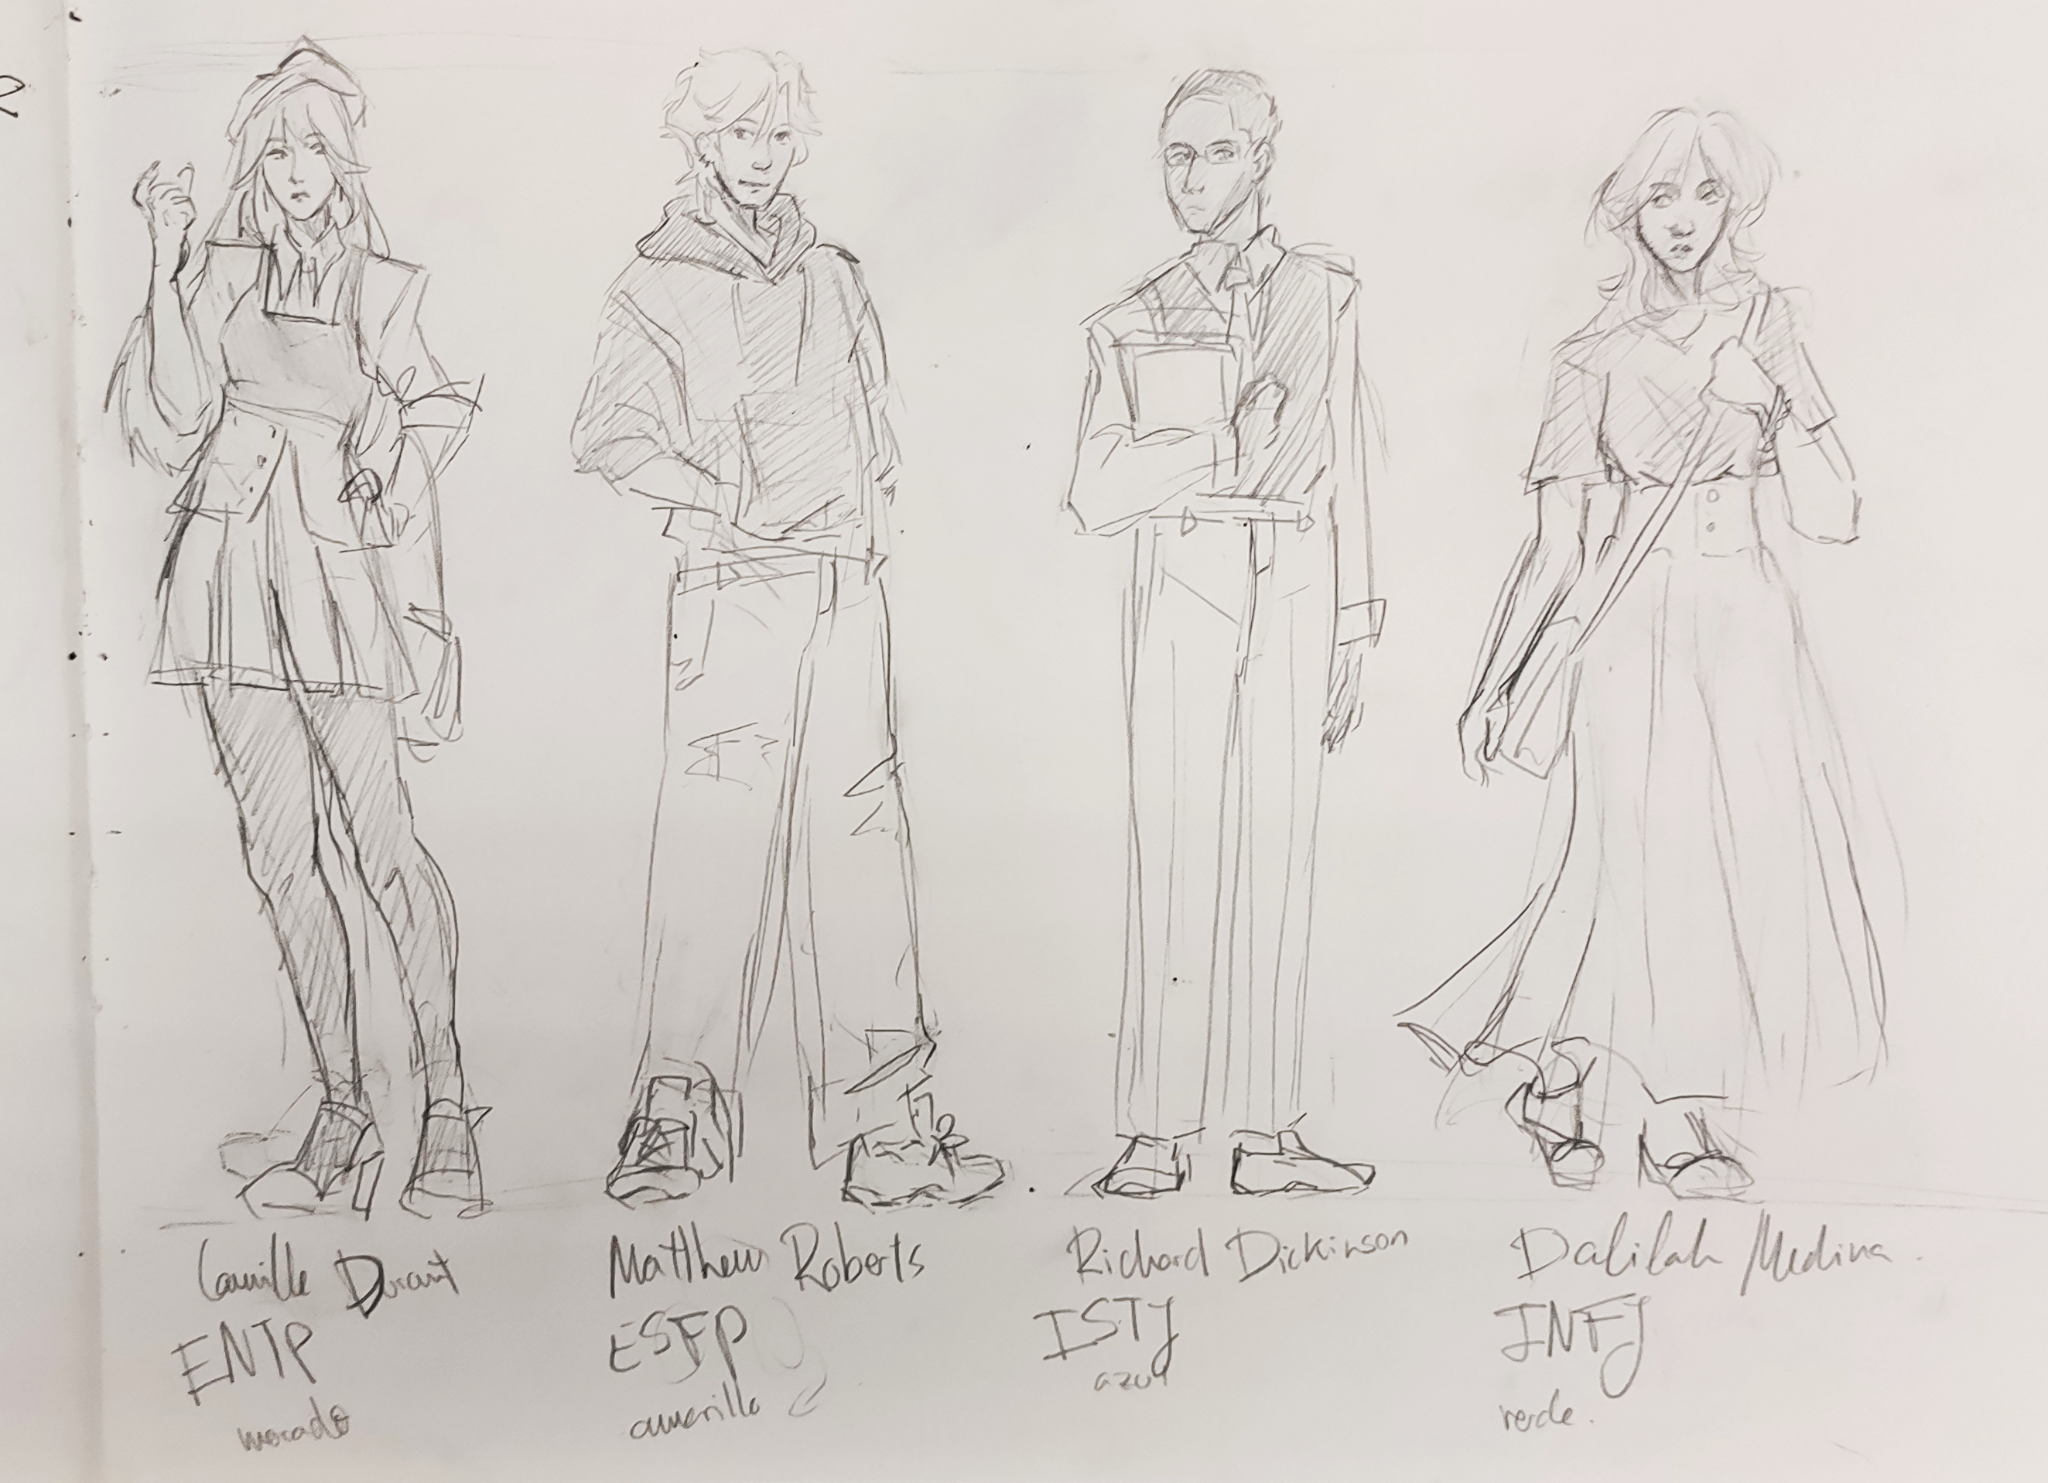 Camille Durant
ENTP
morado
Matthew Roberts
ESFP
amarillo
Richard Dickinson
ISTJ
azul
Dalilah Medina.
INFJ
verde.